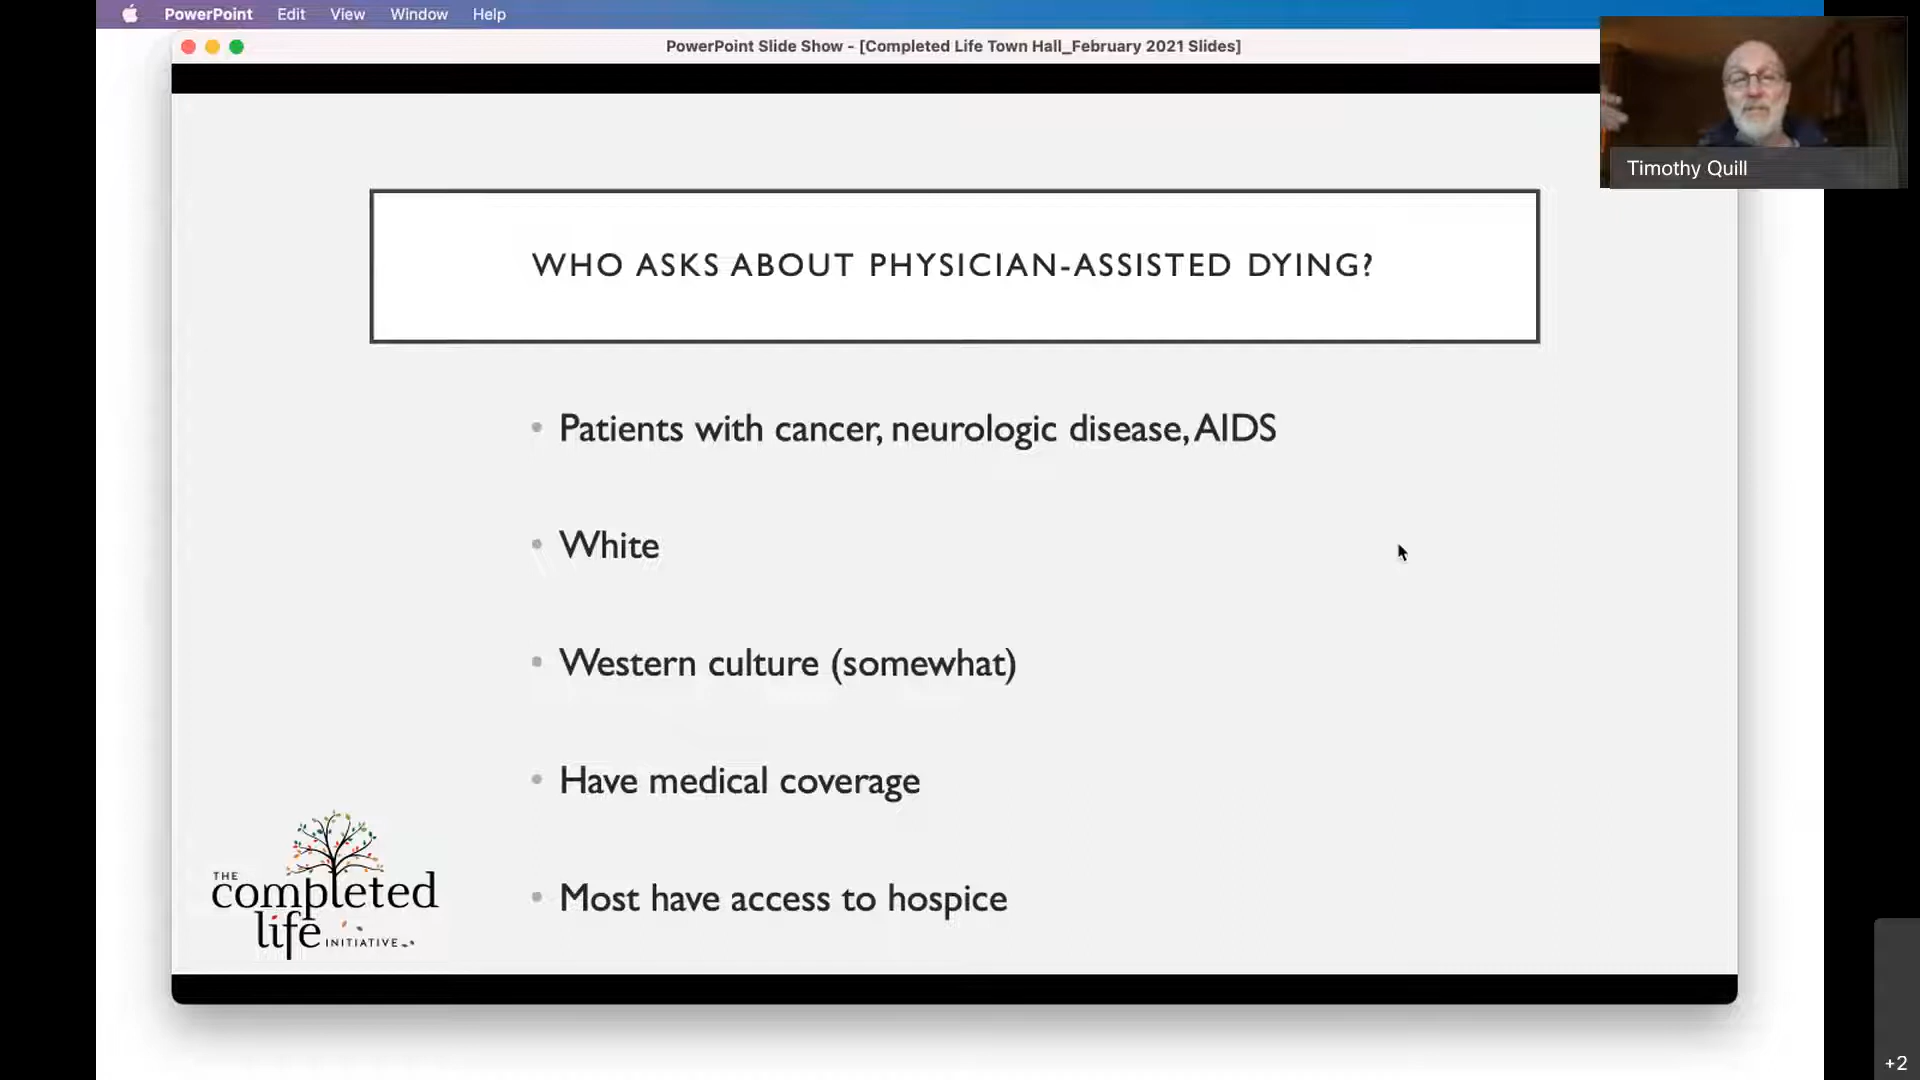 PowerPoint Edit View Window Help
PowerPoint Slide Show - [Completed Life Town Hall_February 2021 Slides]
Timothy Quill
WHO ASKS ABOUT PHYSICIAN-ASSISTED DYING?
• Patients with cancer, neurologic disease, AIDS
• White
• Western culture (somewhat)
• Have medical coverage
• Most have access to hospice
THE
completed
life INITIATIVE
+2